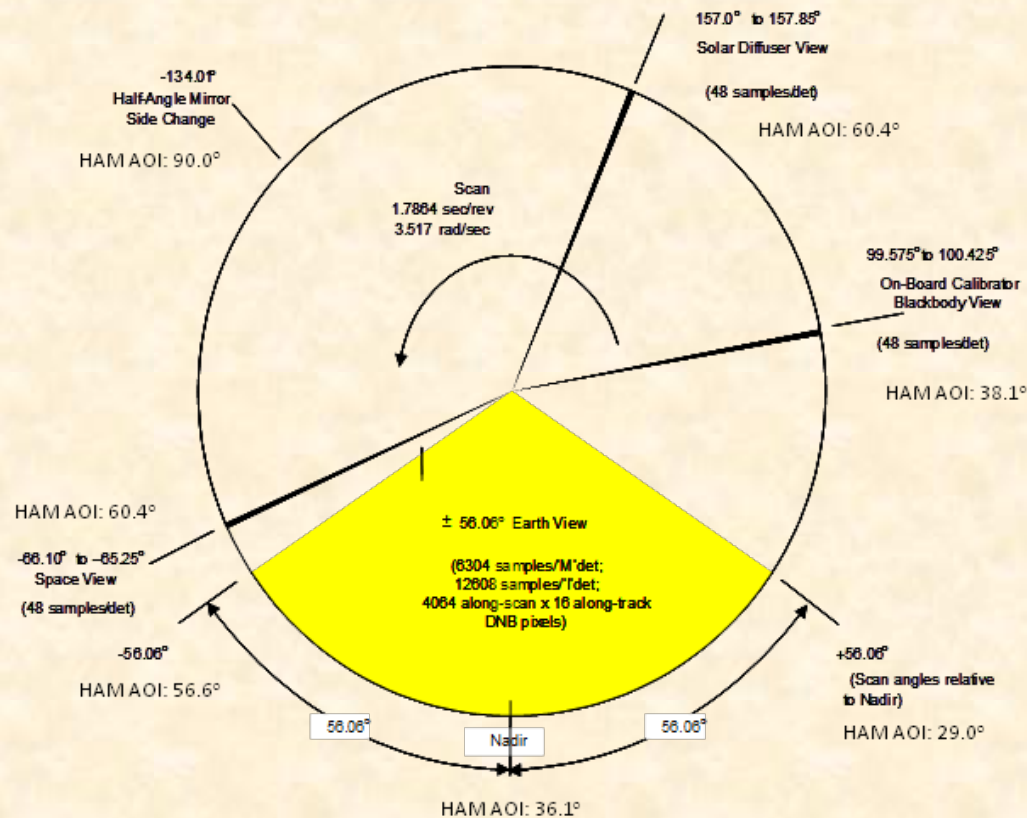 157.0° to 157.85°
Solar Diffuser View
(48 samples/det)
HAM AOI: 60.4°
-134.01°
Half-Angle Mirror
Side Change
HAM AOI: 90.0°
Scan
1.7864 sec/rev
3.517 rad/sec
99.575° to 100.425°
On-Board Calibrator
Blackbody View
(48 samples/det)
HAM AOI: 38.1°
HAM AOI: 60.4°
-66.10° to -65.25°
Space View
(48 samples/det)
± 56.06° Earth View
(6304 samples/'M'det;
12608 samples/'I'det;
4064 along-scan x 16 along-track
DNB pixels)
-56.06°
HAM AOI: 56.6°
+56.06°
(Scan angles relative
to Nadir)
HAM AOI: 29.0°
56.06°
Nadir
56.06°
HAM AOI: 36.1°